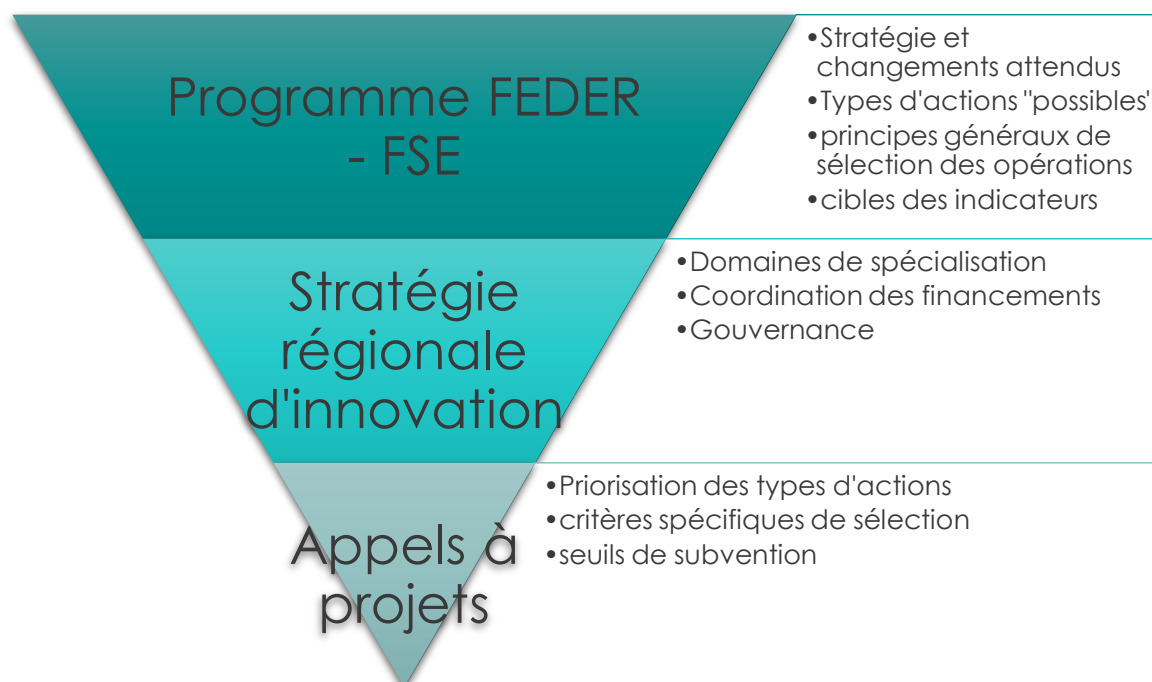 Programme FEDER
- FSE
•Stratégie et
changements attendus
•Types d'actions "possibles"
•principes généraux de
sélection des opérations
•cibles des indicateurs
Stratégie
régionale
d'innovation
•Domaines de spécialisation
•Coordination des financements
•Gouvernance
Appels à
projets
•Priorisation des types d'actions
•critères spécifiques de sélection
•seuils de subvention